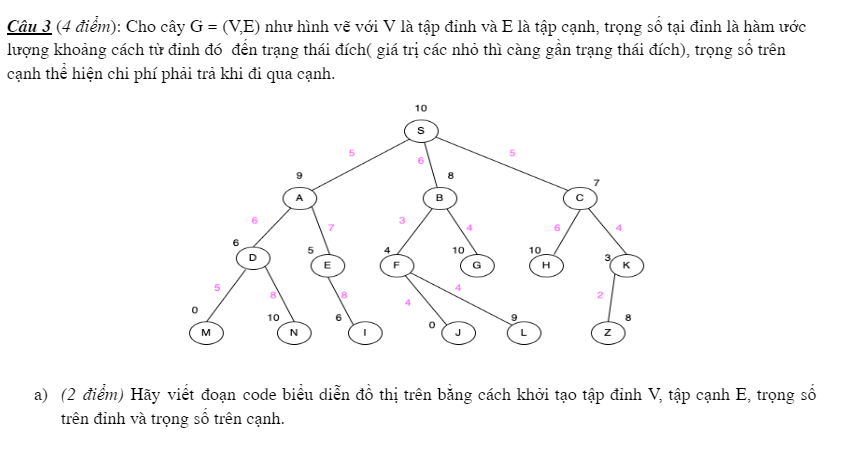 Câu 3 (4 điểm): Cho cây G = (V,E) như hình vẽ với V là tập đỉnh và E là tập cạnh, trọng số tại đỉnh là hàm ước
lượng khoảng cách từ đỉnh đó đến trạng thái đích( giá trị các nhỏ thì càng gần trạng thái đích), trọng số trên
cạnh thể hiện chi phí phải trả khi đi qua cạnh.
10
S
5 6 5
9 8 7
A B C
6 7 3 4 6 4
6 5 4 10 10 3
D E F G H K
5 8 8 4 4 2
0 10 6 0 9 8
M N I J L Z
a) (2 điểm) Hãy viết đoạn code biểu diễn đồ thị trên bằng cách khởi tạo tập đỉnh V, tập cạnh E, trọng số
trên đỉnh và trọng số trên cạnh.